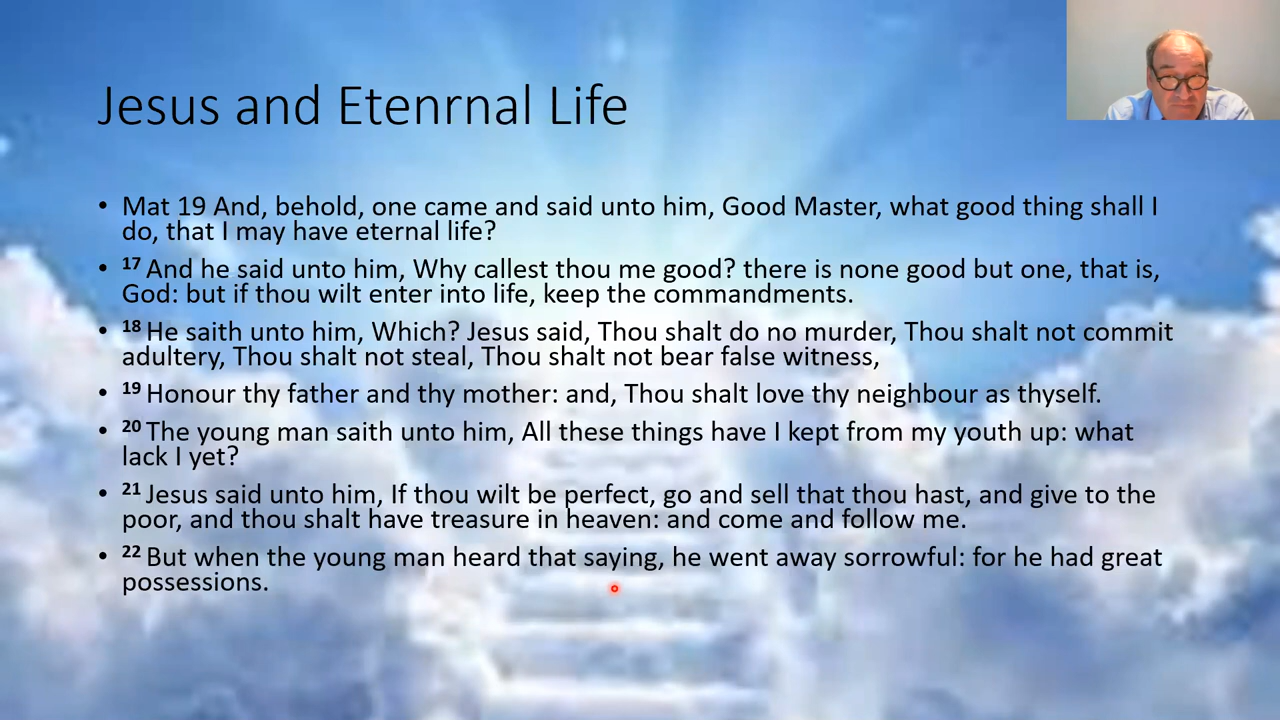 Jesus and Etenrnal Life
• Mat 19 And, behold, one came and said unto him, Good Master, what good thing shall I
do, that I may have eternal life?
• 17 And he said unto him, Why callest thou me good? there is none good but one, that is,
God: but if thou wilt enter into life, keep the commandments.
• 18 He saith unto him, Which? Jesus said, Thou shalt do no murder, Thou shalt not commit
adultery, Thou shalt not steal, Thou shalt not bear false witness,
• 19 Honour thy father and thy mother: and, Thou shalt love thy neighbour as thyself.
• 20 The young man saith unto him, All these things have I kept from my youth up: what
lack I yet?
• 21 Jesus said unto him, If thou wilt be perfect, go and sell that thou hast, and give to the
poor, and thou shalt have treasure in heaven: and come and follow me.
• 22 But when the young man heard that saying, he went away sorrowful: for he had great
possessions.